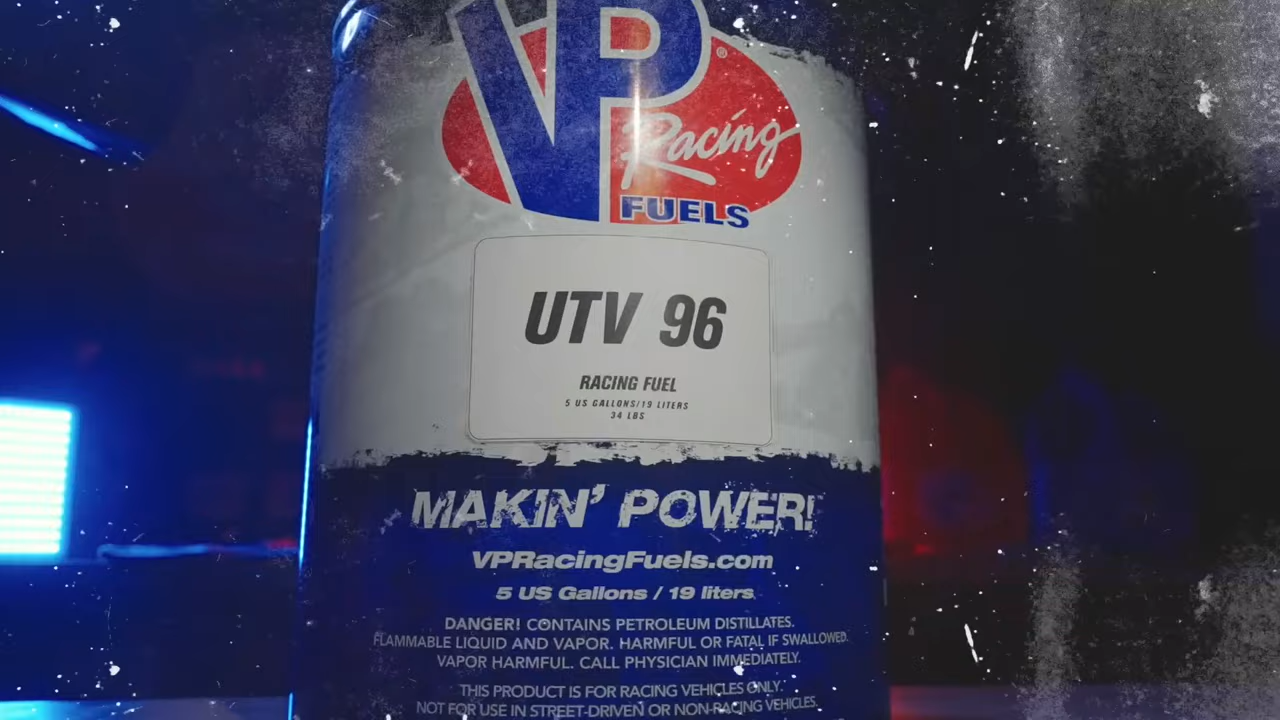 VP
®
Racing
FUELS
UTV 96
RACING FUEL
5 US GALLONS/19 LITERS
34 LBS
MAKIN' POWER!
VPRacingFuels.com
5 US Gallons / 19 liters
DANGER! CONTAINS PETROLEUM DISTILLATES.
FLAMMABLE LIQUID AND VAPOR. HARMFUL OR FATAL IF SWALLOWED.
VAPOR HARMFUL. CALL PHYSICIAN IMMEDIATELY.
THIS PRODUCT IS FOR RACING VEHICLES ONLY.
NOT FOR USE IN STREET-DRIVEN OR NON-RACING VEHICLES.